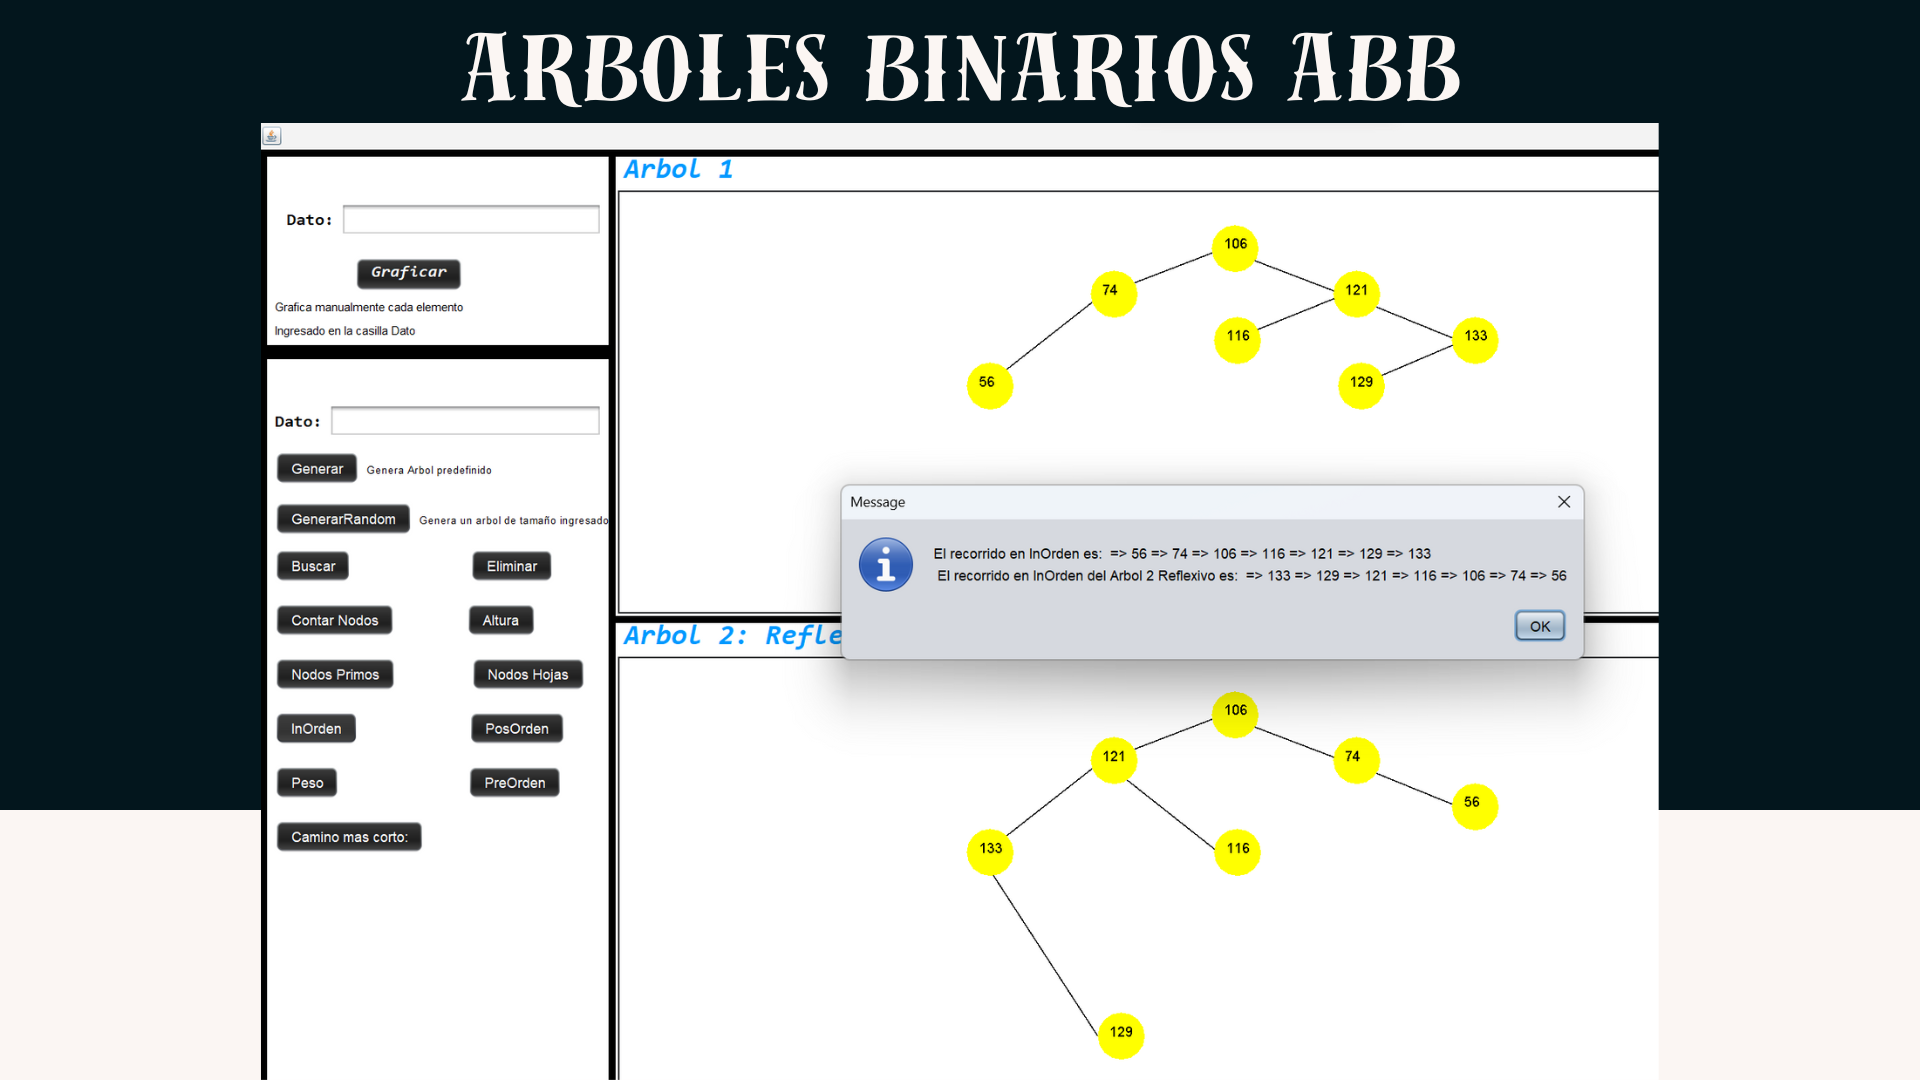 ARBOLES BINARIOS ABB
Arbol 1
Dato:
Graficar
Grafica manualmente cada elemento
Ingresado en la casilla Dato
106
74
121
116
133
56
129
Dato:
Generar
Genera Arbol predefinido
GenerarRandom
Genera un arbol de tamaño ingresado
Buscar
Eliminar
Contar Nodos
Altura
Nodos Primos
Nodos Hojas
InOrden
PosOrden
Peso
PreOrden
Camino mas corto:
Message
El recorrido en InOrden es:  => 56 => 74 => 106 => 116 => 121 => 129 => 133
El recorrido en InOrden del Arbol 2 Reflexivo es:  => 133 => 129 => 121 => 116 => 106 => 74 => 56
OK
Arbol 2: Refle
106
121
74
56
133
116
129